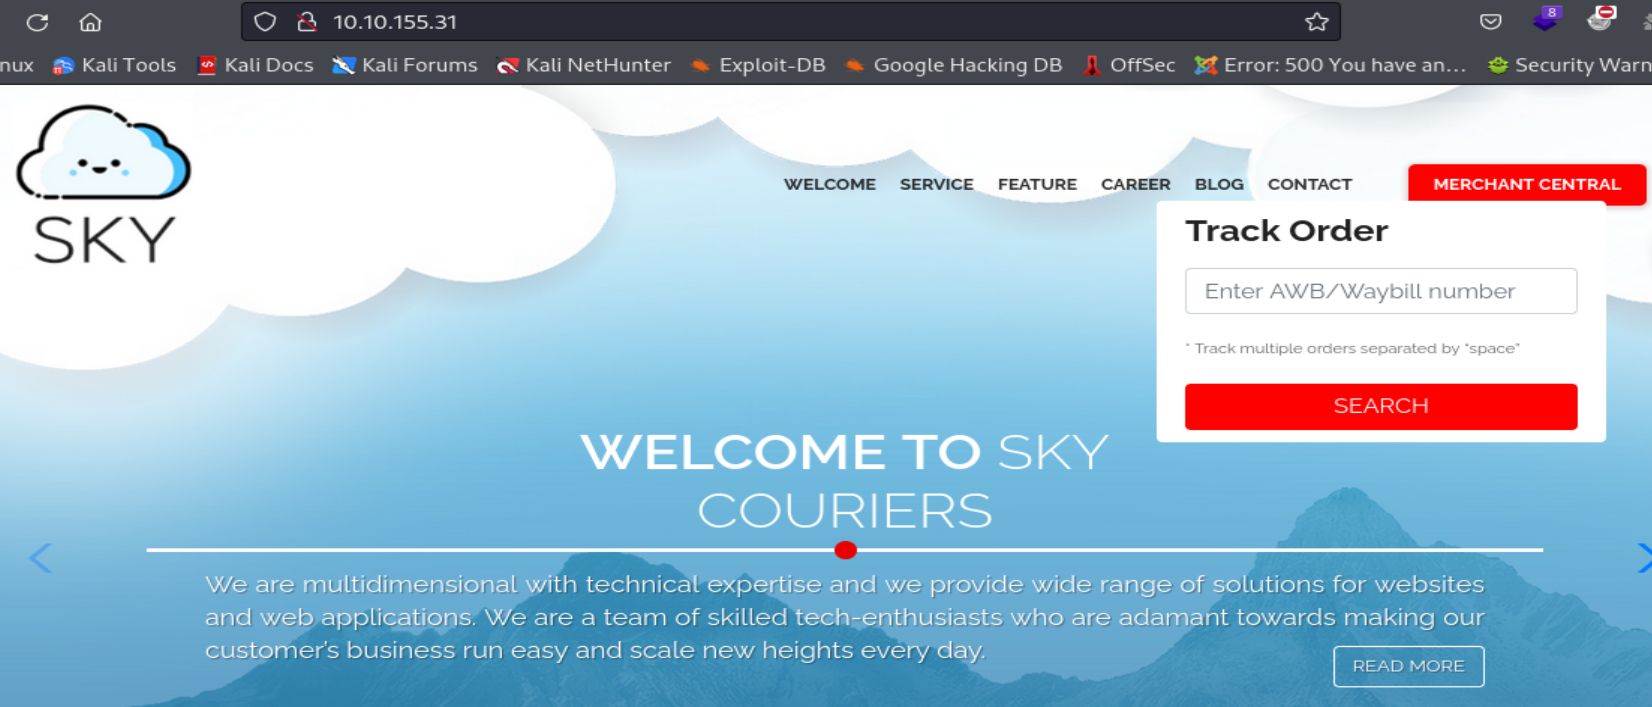 10.10.155.31
8
nux Kali Tools Kali Docs Kali Forums Kali NetHunter Exploit-DB Google Hacking DB OffSec Error: 500 You have an... Security Warn
SKY
WELCOME SERVICE FEATURE CAREER BLOG CONTACT MERCHANT CENTRAL
Track Order
Enter AWB/Waybill number
* Track multiple orders separated by "space"
SEARCH
WELCOME TO SKY
COURIERS
We are multidimensional with technical expertise and we provide wide range of solutions for websites
and web applications. We are a team of skilled tech-enthusiasts who are adamant towards making our
customer's business run easy and scale new heights every day.
READ MORE